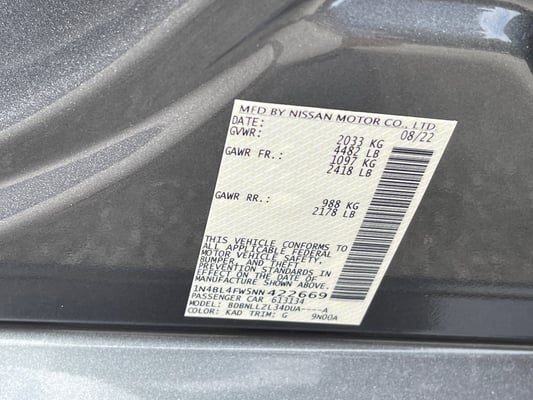 MFD BY NISSAN MOTOR CO., LTD.
DATE: 08/22
GVWR: 2033 KG
4482 LB
GAWR FR.: 1097 KG
2418 LB
GAWR RR.: 988 KG
2178 LB
THIS VEHICLE CONFORMS TO
ALL APPLICABLE FEDERAL
MOTOR VEHICLE SAFETY,
BUMPER, AND THEFT
PREVENTION STANDARDS IN
EFFECT ON THE DATE OF
MANUFACTURE SHOWN ABOVE.
1N4BL4FW5NN422669
PASSENGER CAR 613134
MODEL: BDBNLLZL34DUA----A
COLOR: KAD TRIM: G 9N00A